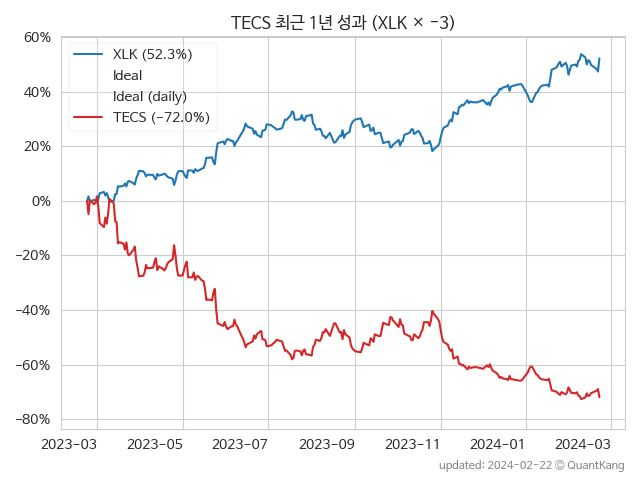 TECS 최근 1년 성과 (XLK × −3)
60%
40%
20%
0%
−20%
−40%
−60%
−80%
XLK (52.3%)
Ideal
Ideal (daily)
TECS (−72.0%)
2023−03 2023−05 2023−07 2023−09 2023−11 2024−01 2024−03
updated: 2024−02−22 © QuantKang